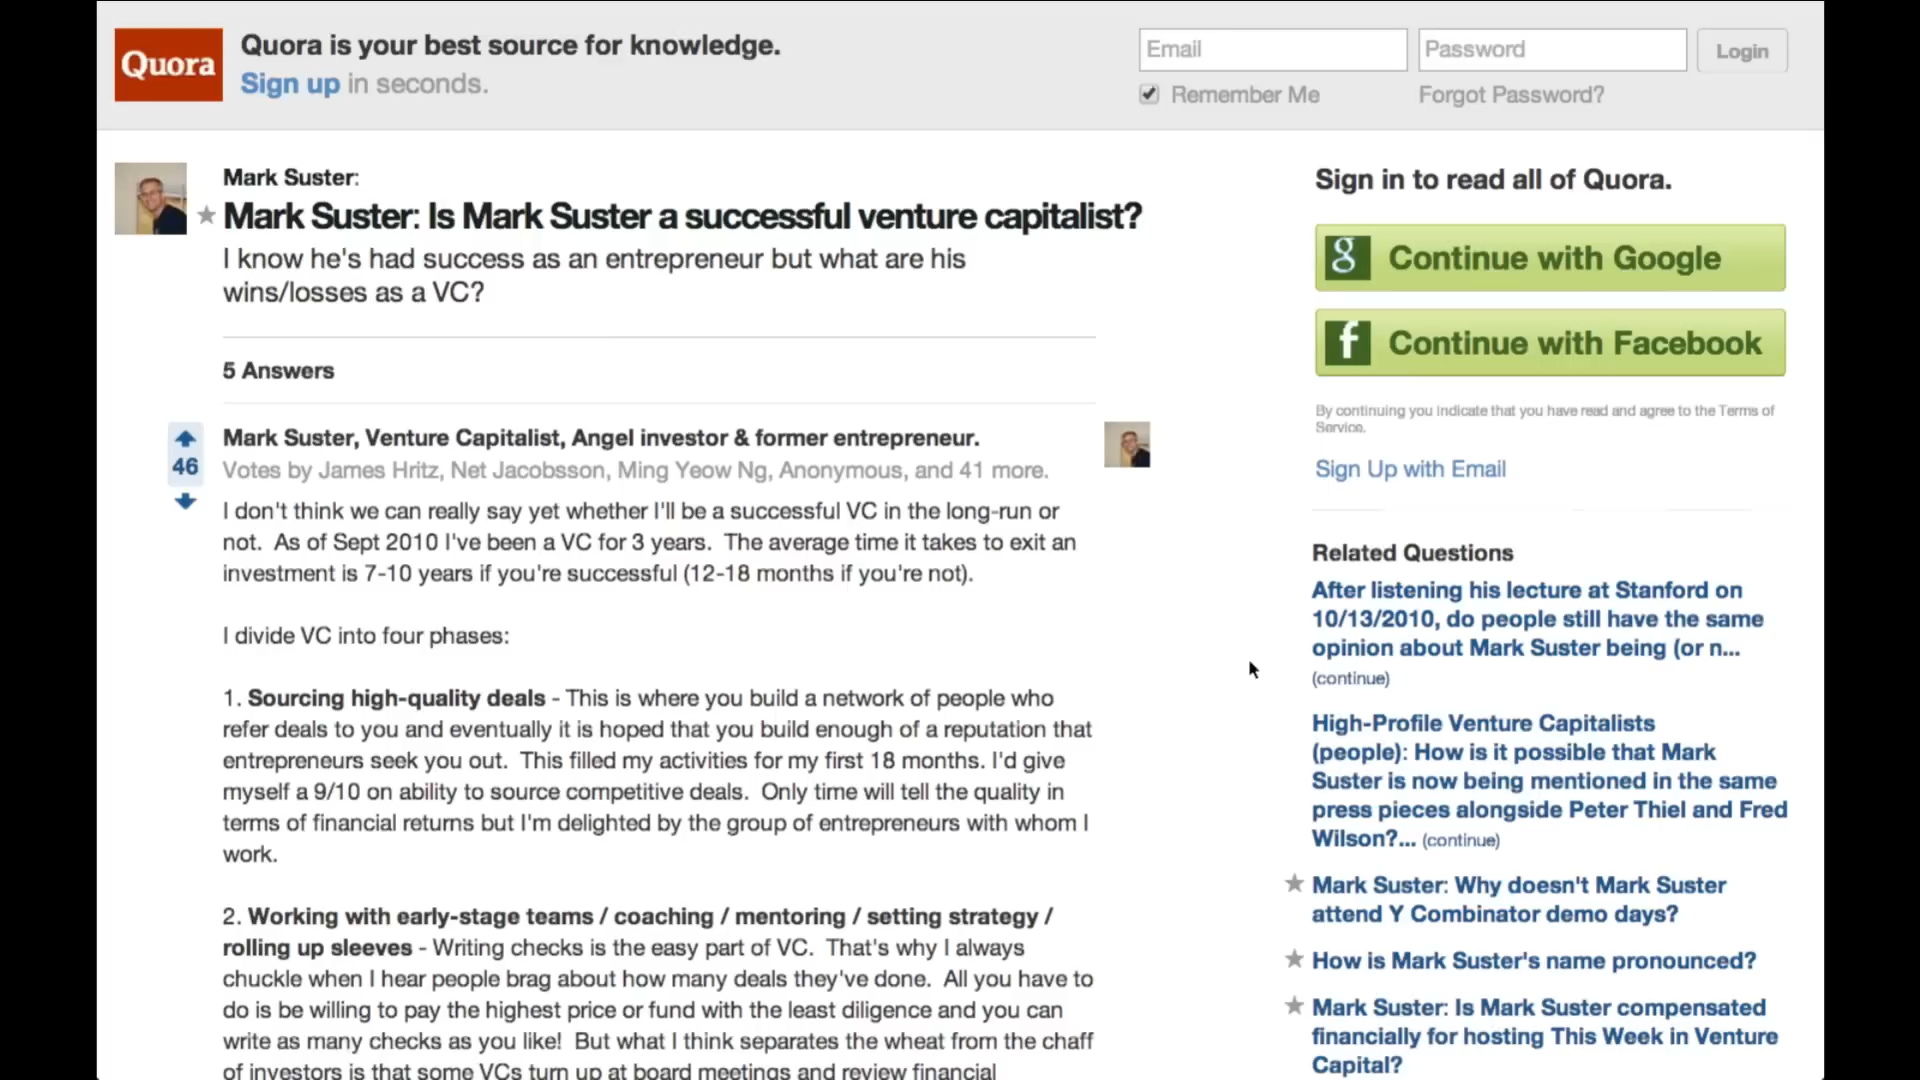 Quora
Quora is your best source for knowledge.
Sign up in seconds.
Email
Password
Login
Remember Me
Forgot Password?
Mark Suster:
Mark Suster: Is Mark Suster a successful venture capitalist?
I know he's had success as an entrepreneur but what are his
wins/losses as a VC?
5 Answers
46
Mark Suster, Venture Capitalist, Angel investor & former entrepreneur.
Votes by James Hritz, Net Jacobsson, Ming Yeow Ng, Anonymous, and 41 more.
I don't think we can really say yet whether I'll be a successful VC in the long-run or
not.  As of Sept 2010 I've been a VC for 3 years.  The average time it takes to exit an
investment is 7-10 years if you're successful (12-18 months if you're not).
I divide VC into four phases:
1. Sourcing high-quality deals - This is where you build a network of people who
refer deals to you and eventually it is hoped that you build enough of a reputation that
entrepreneurs seek you out.  This filled my activities for my first 18 months. I'd give
myself a 9/10 on ability to source competitive deals.  Only time will tell the quality in
terms of financial returns but I'm delighted by the group of entrepreneurs with whom I
work.
2. Working with early-stage teams / coaching / mentoring / setting strategy /
rolling up sleeves - Writing checks is the easy part of VC.  That's why I always
chuckle when I hear people brag about how many deals they've done.  All you have to
do is be willing to pay the highest price or fund with the least diligence and you can
write as many checks as you like!  But what I think separates the wheat from the chaff
of investors is that some VCs turn up at board meetings and review financial
Sign in to read all of Quora.
g Continue with Google
f Continue with Facebook
By continuing you indicate that you have read and agree to the Terms of
Service.
Sign Up with Email
Related Questions
After listening his lecture at Stanford on
10/13/2010, do people still have the same
opinion about Mark Suster being (or n...
(continue)
High-Profile Venture Capitalists
(people): How is it possible that Mark
Suster is now being mentioned in the same
press pieces alongside Peter Thiel and Fred
Wilson?... (continue)
Mark Suster: Why doesn't Mark Suster
attend Y Combinator demo days?
How is Mark Suster's name pronounced?
Mark Suster: Is Mark Suster compensated
financially for hosting This Week in Venture
Capital?